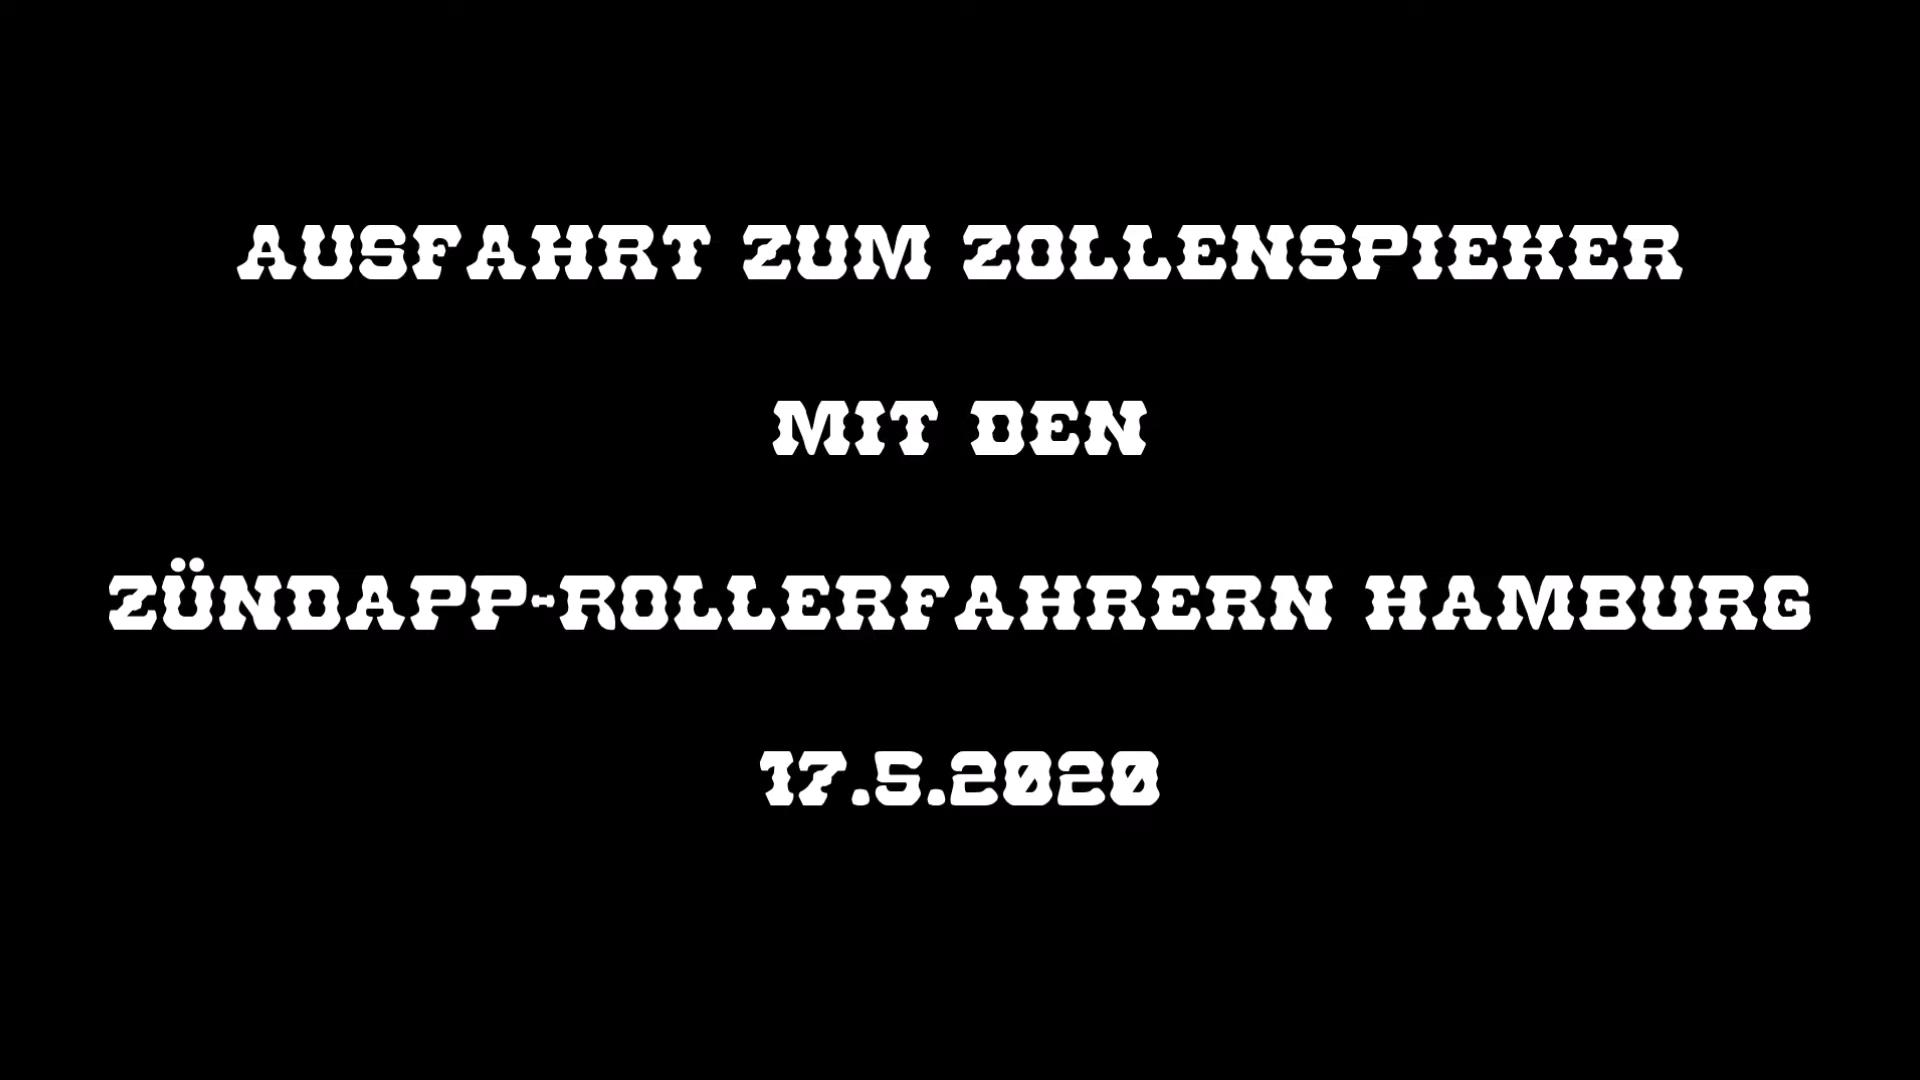 AUSFAHRT ZUM ZOLLENSPIEKER
MIT DEN
ZÜNDAPP-ROLLERFAHRERN HAMBURG
17.5.2020